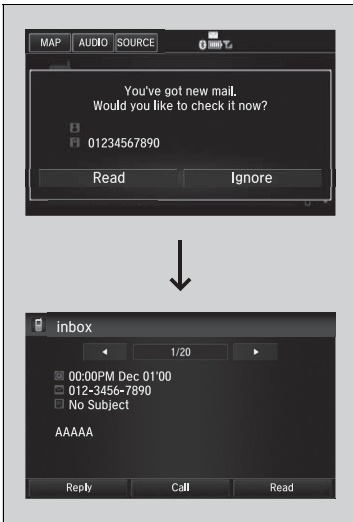 MAP AUDIO SOURCE
You've got new mail.
Would you like to check it now?
01234567890
Read Ignore
inbox
1/20
00:00PM Dec 01'00
012-3456-7890
No Subject
AAAAA
Reply Call Read